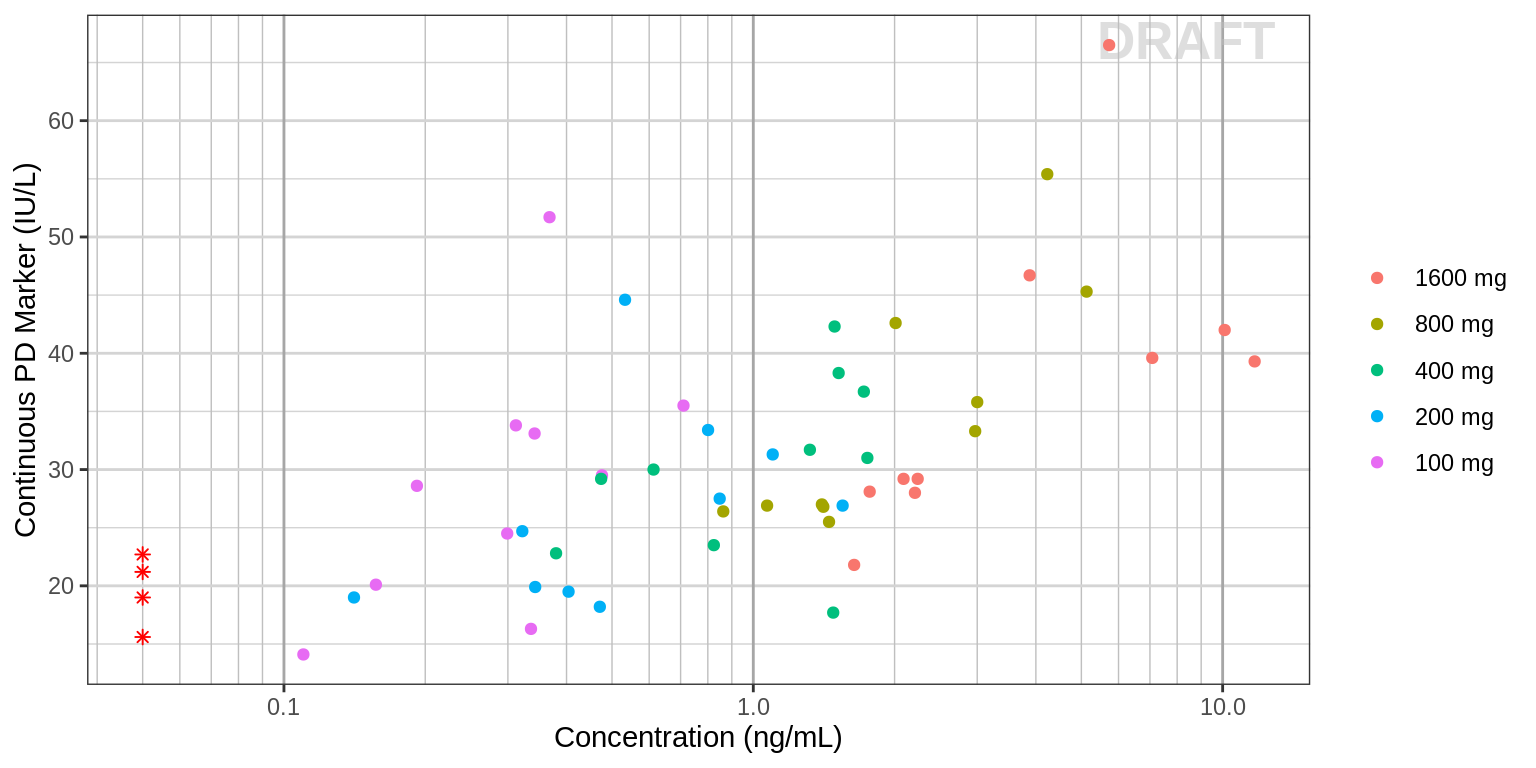 DRAFT
Continuous PD Marker (IU/L)
60
50
40
30
20
0.1
1.0
10.0
Concentration (ng/mL)
1600 mg
800 mg
400 mg
200 mg
100 mg